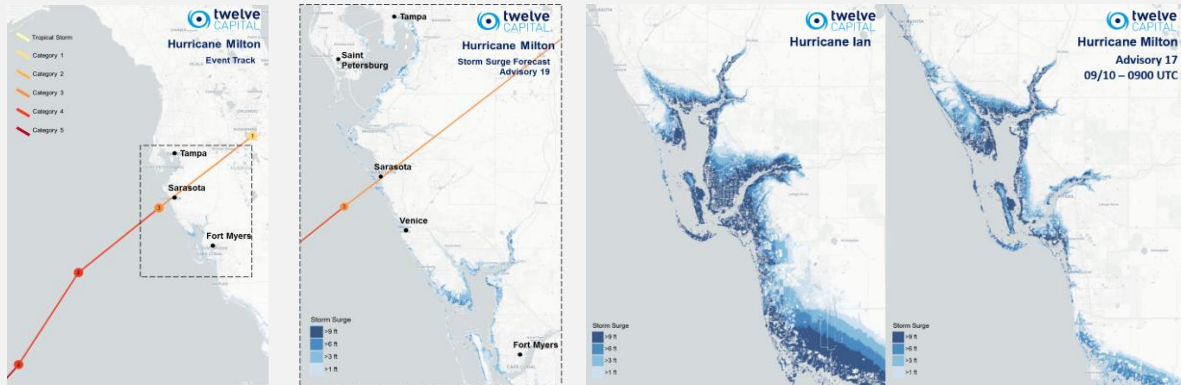 twelve
CAPITAL
Hurricane Milton
Event Track
Tropical Storm
Category 1
Category 2
Category 3
Category 4
Category 5
Tampa
Sarasota
Fort Myers
1
3
4
twelve
CAPITAL
Hurricane Milton
Storm Surge Forecast
Advisory 19
Tampa
Saint
Petersburg
Sarasota
3
Venice
Fort Myers
Storm Surge
>9 ft
>6 ft
>3 ft
>1 ft
twelve
CAPITAL
Hurricane Ian
Storm Surge
>9 ft
>6 ft
>3 ft
>1 ft
twelve
CAPITAL
Hurricane Milton
Advisory 17
09/10 – 0900 UTC
Storm Surge
>9 ft
>6 ft
>3 ft
>1 ft